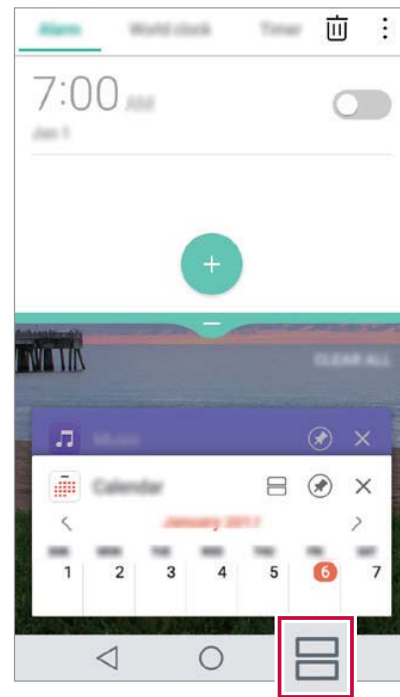 Alarm World clock Timer
7:00 AM
Jan 1
CLEAR ALL
Music
Calendar
January 2017
1 2 3 4 5 6 7